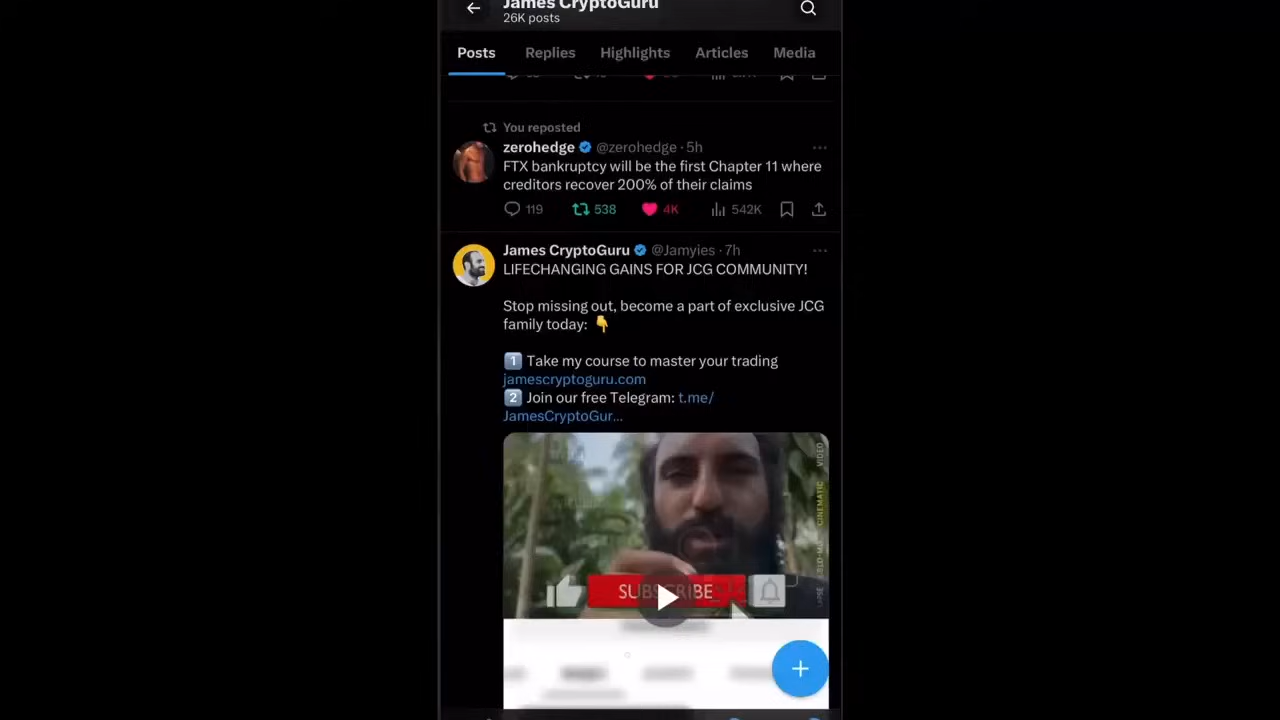 James CryptoGuru
26K posts
Posts Replies Highlights Articles Media
You reposted
zerohedge @zerohedge · 5h
FTX bankruptcy will be the first Chapter 11 where
creditors recover 200% of their claims
119 538 4K 542K
James CryptoGuru @Jamyies · 7h
LIFECHANGING GAINS FOR JCG COMMUNITY!
Stop missing out, become a part of exclusive JCG
family today: 👇
1️⃣ Take my course to master your trading
jamescryptoguru.com
2️⃣ Join our free Telegram: t.me/
JamesCryptoGur...
VIDEO
CINEMATIC
SUBSCRIBE